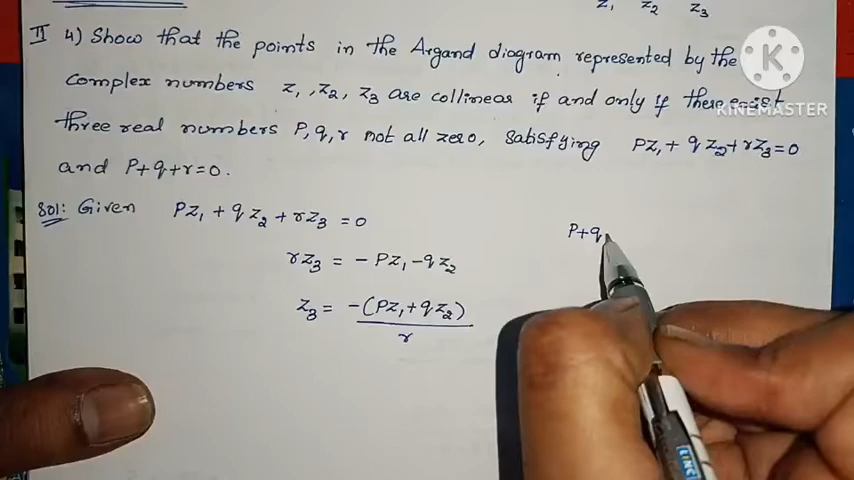 z₁ z₂ z₃
II 4) Show that the points in the Argand diagram represented by the
complex numbers z₁, z₂, z₃ are collinear if and only if there exist
three real numbers P, q, r not all zero, satisfying Pz₁ + qz₂ + rz₃ = 0
and P+q+r=0.
Sol: Given Pz₁ + qz₂ + rz₃ = 0
P+q
rz₃ = -Pz₁ - qz₂
z₃ = -(Pz₁ + qz₂)
r
K
KINEMASTER
LINC